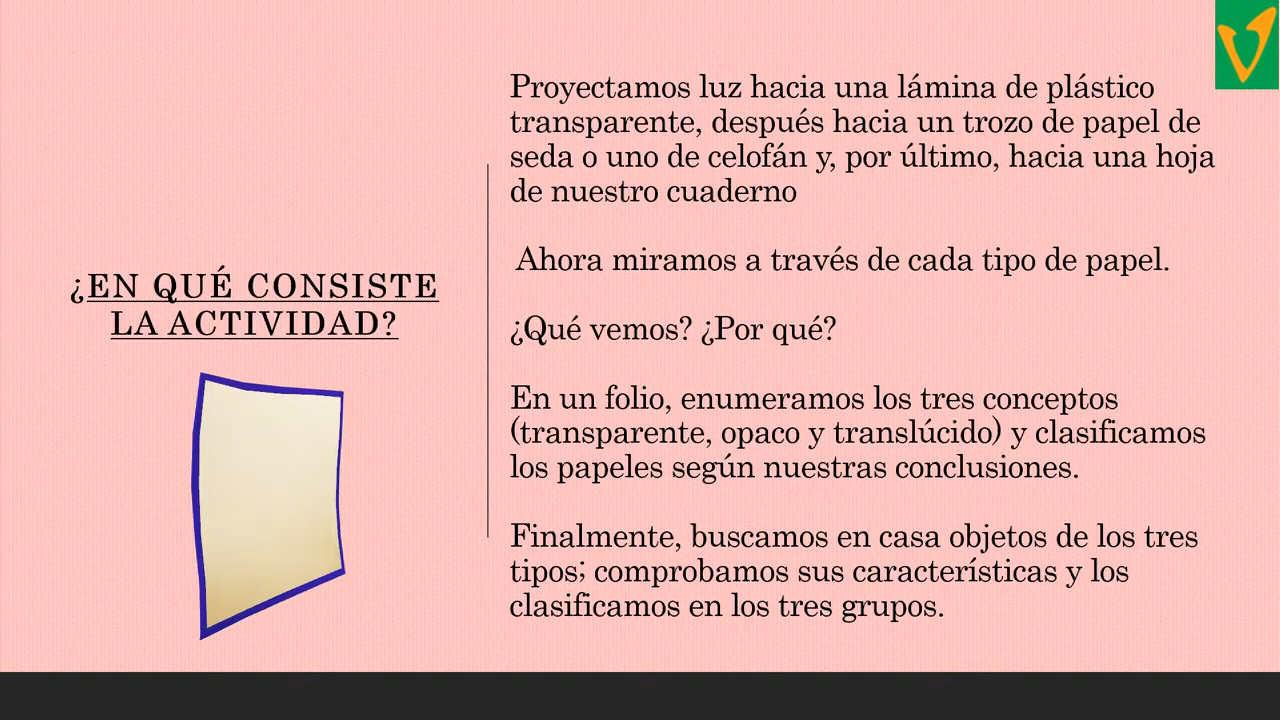 ¿EN QUÉ CONSISTE
LA ACTIVIDAD?
Proyectamos luz hacia una lámina de plástico
transparente, después hacia un trozo de papel de
seda o uno de celofán y, por último, hacia una hoja
de nuestro cuaderno
Ahora miramos a través de cada tipo de papel.
¿Qué vemos? ¿Por qué?
En un folio, enumeramos los tres conceptos
(transparente, opaco y translúcido) y clasificamos
los papeles según nuestras conclusiones.
Finalmente, buscamos en casa objetos de los tres
tipos; comprobamos sus características y los
clasificamos en los tres grupos.